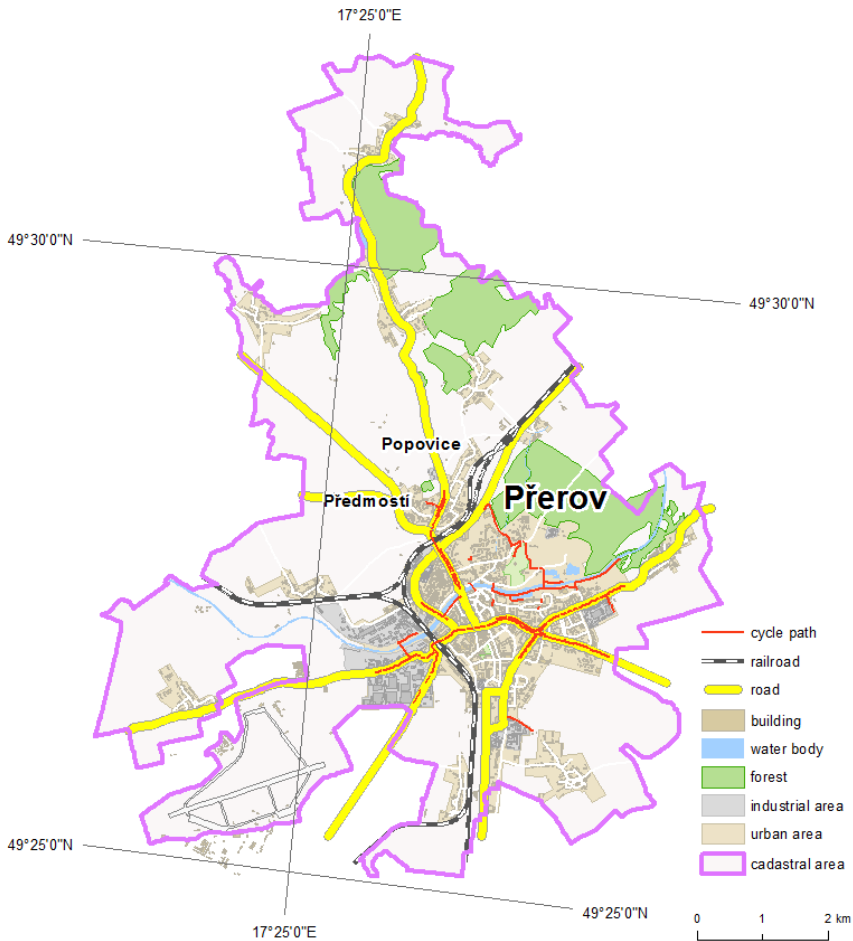 17°25'0"E
49°30'0"N
49°30'0"N
Popovice
Předmostí
Přerov
cycle path
railroad
road
building
water body
forest
industrial area
urban area
cadastral area
49°25'0"N
49°25'0"N
17°25'0"E
0 1 2 km